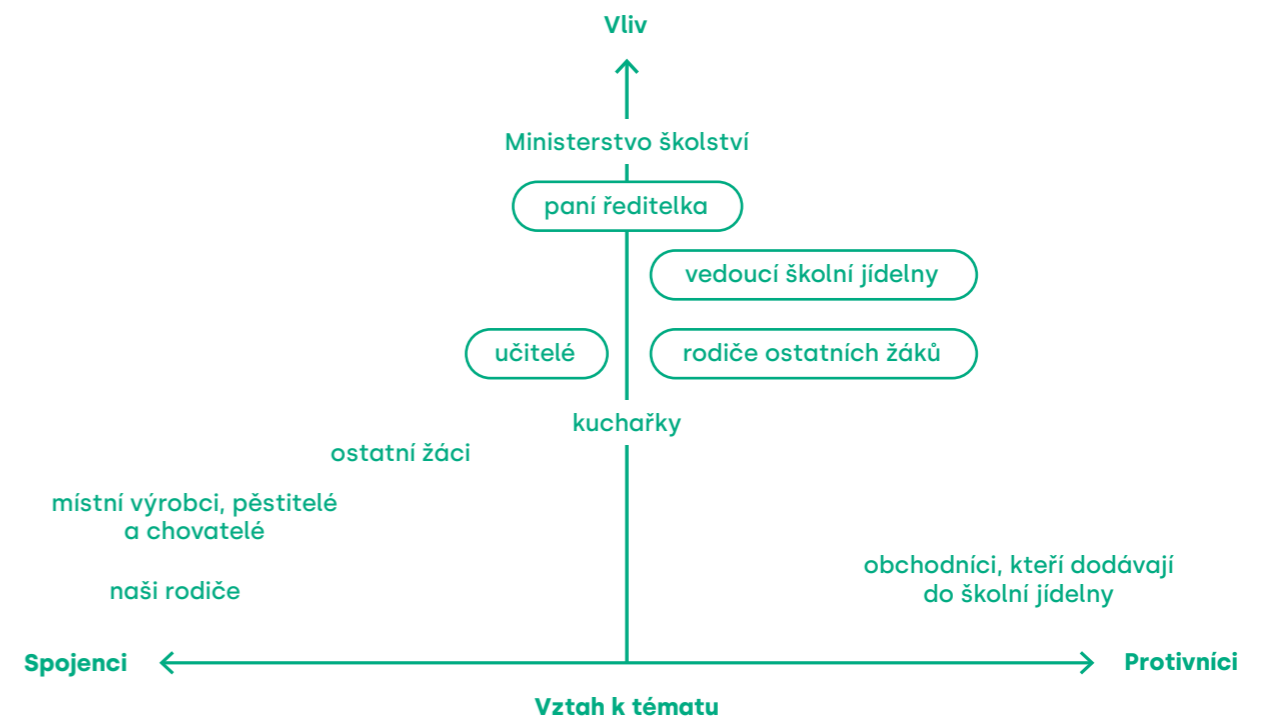 Vliv
Ministerstvo školství
paní ředitelka
vedoucí školní jídelny
učitelé
rodiče ostatních žáků
kuchařky
ostatní žáci
místní výrobci, pěstitelé
a chovatelé
obchodníci, kteří dodávají
do školní jídelny
naši rodiče
Spojenci
Protivníci
Vztah k tématu